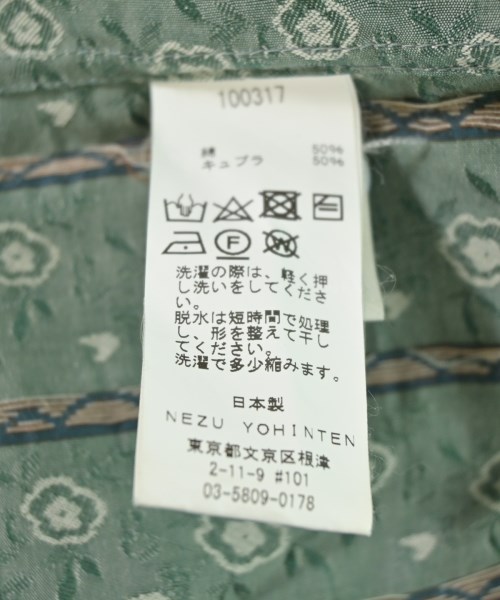 100317
綿 50%
キュプラ 50%
洗濯の際は、軽く押
し洗いをしてくださ
い。
脱水は短時間で処理
し、形を整えて干し
てください。
洗濯で多少縮みます。
日本製
NEZU YOHINTEN
東京都文京区根津
2-11-9 #101
03-5809-0178